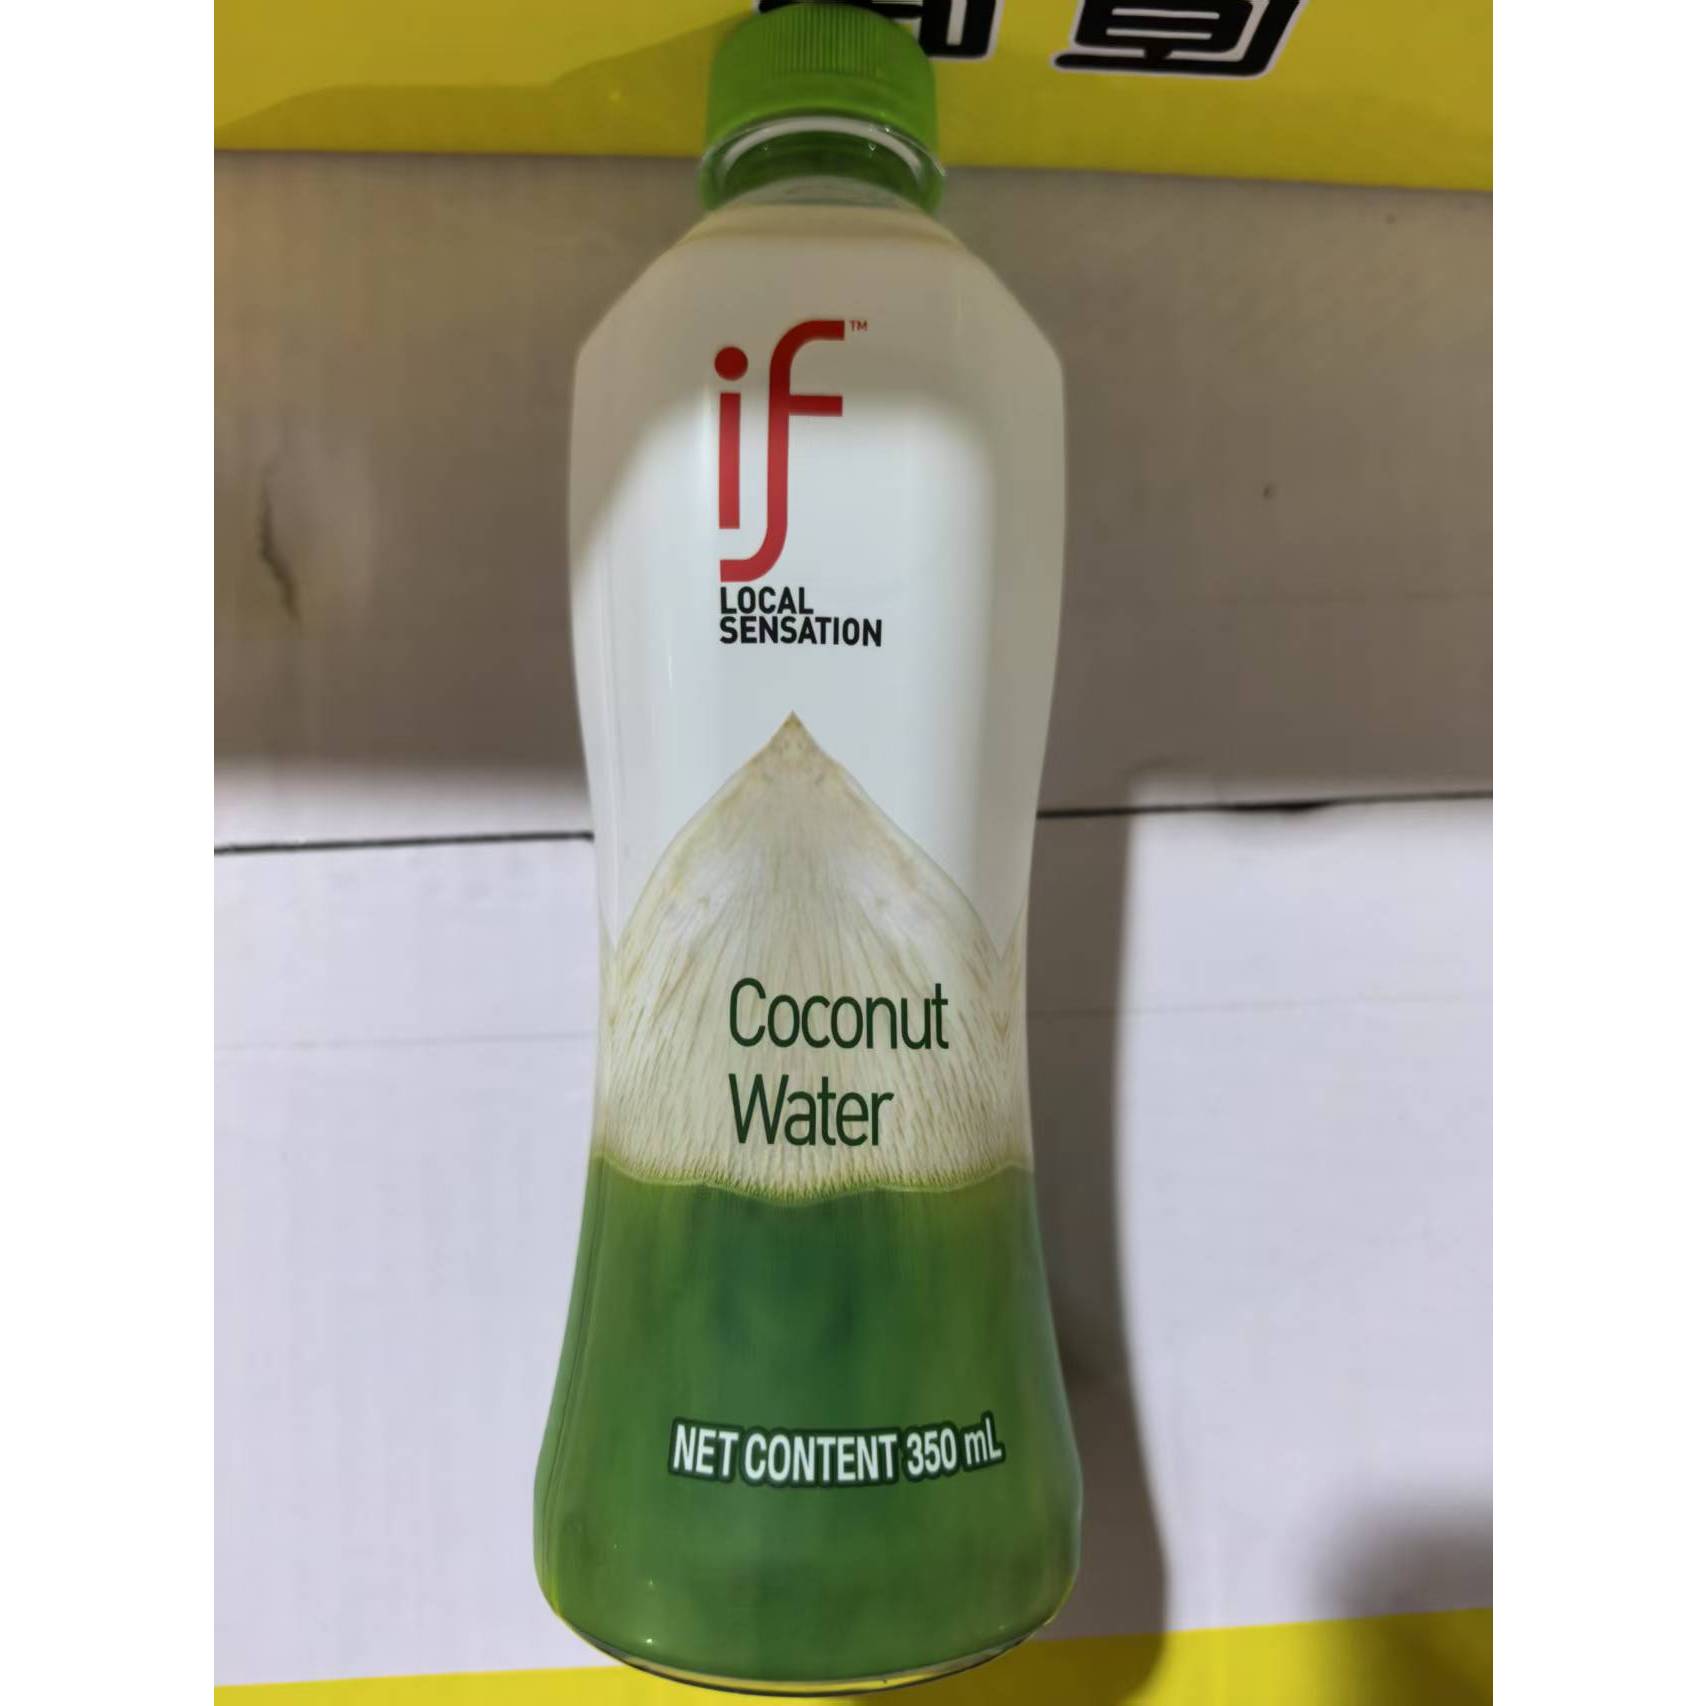 if™
LOCAL
SENSATION
Coconut
Water
NET CONTENT 350 mL